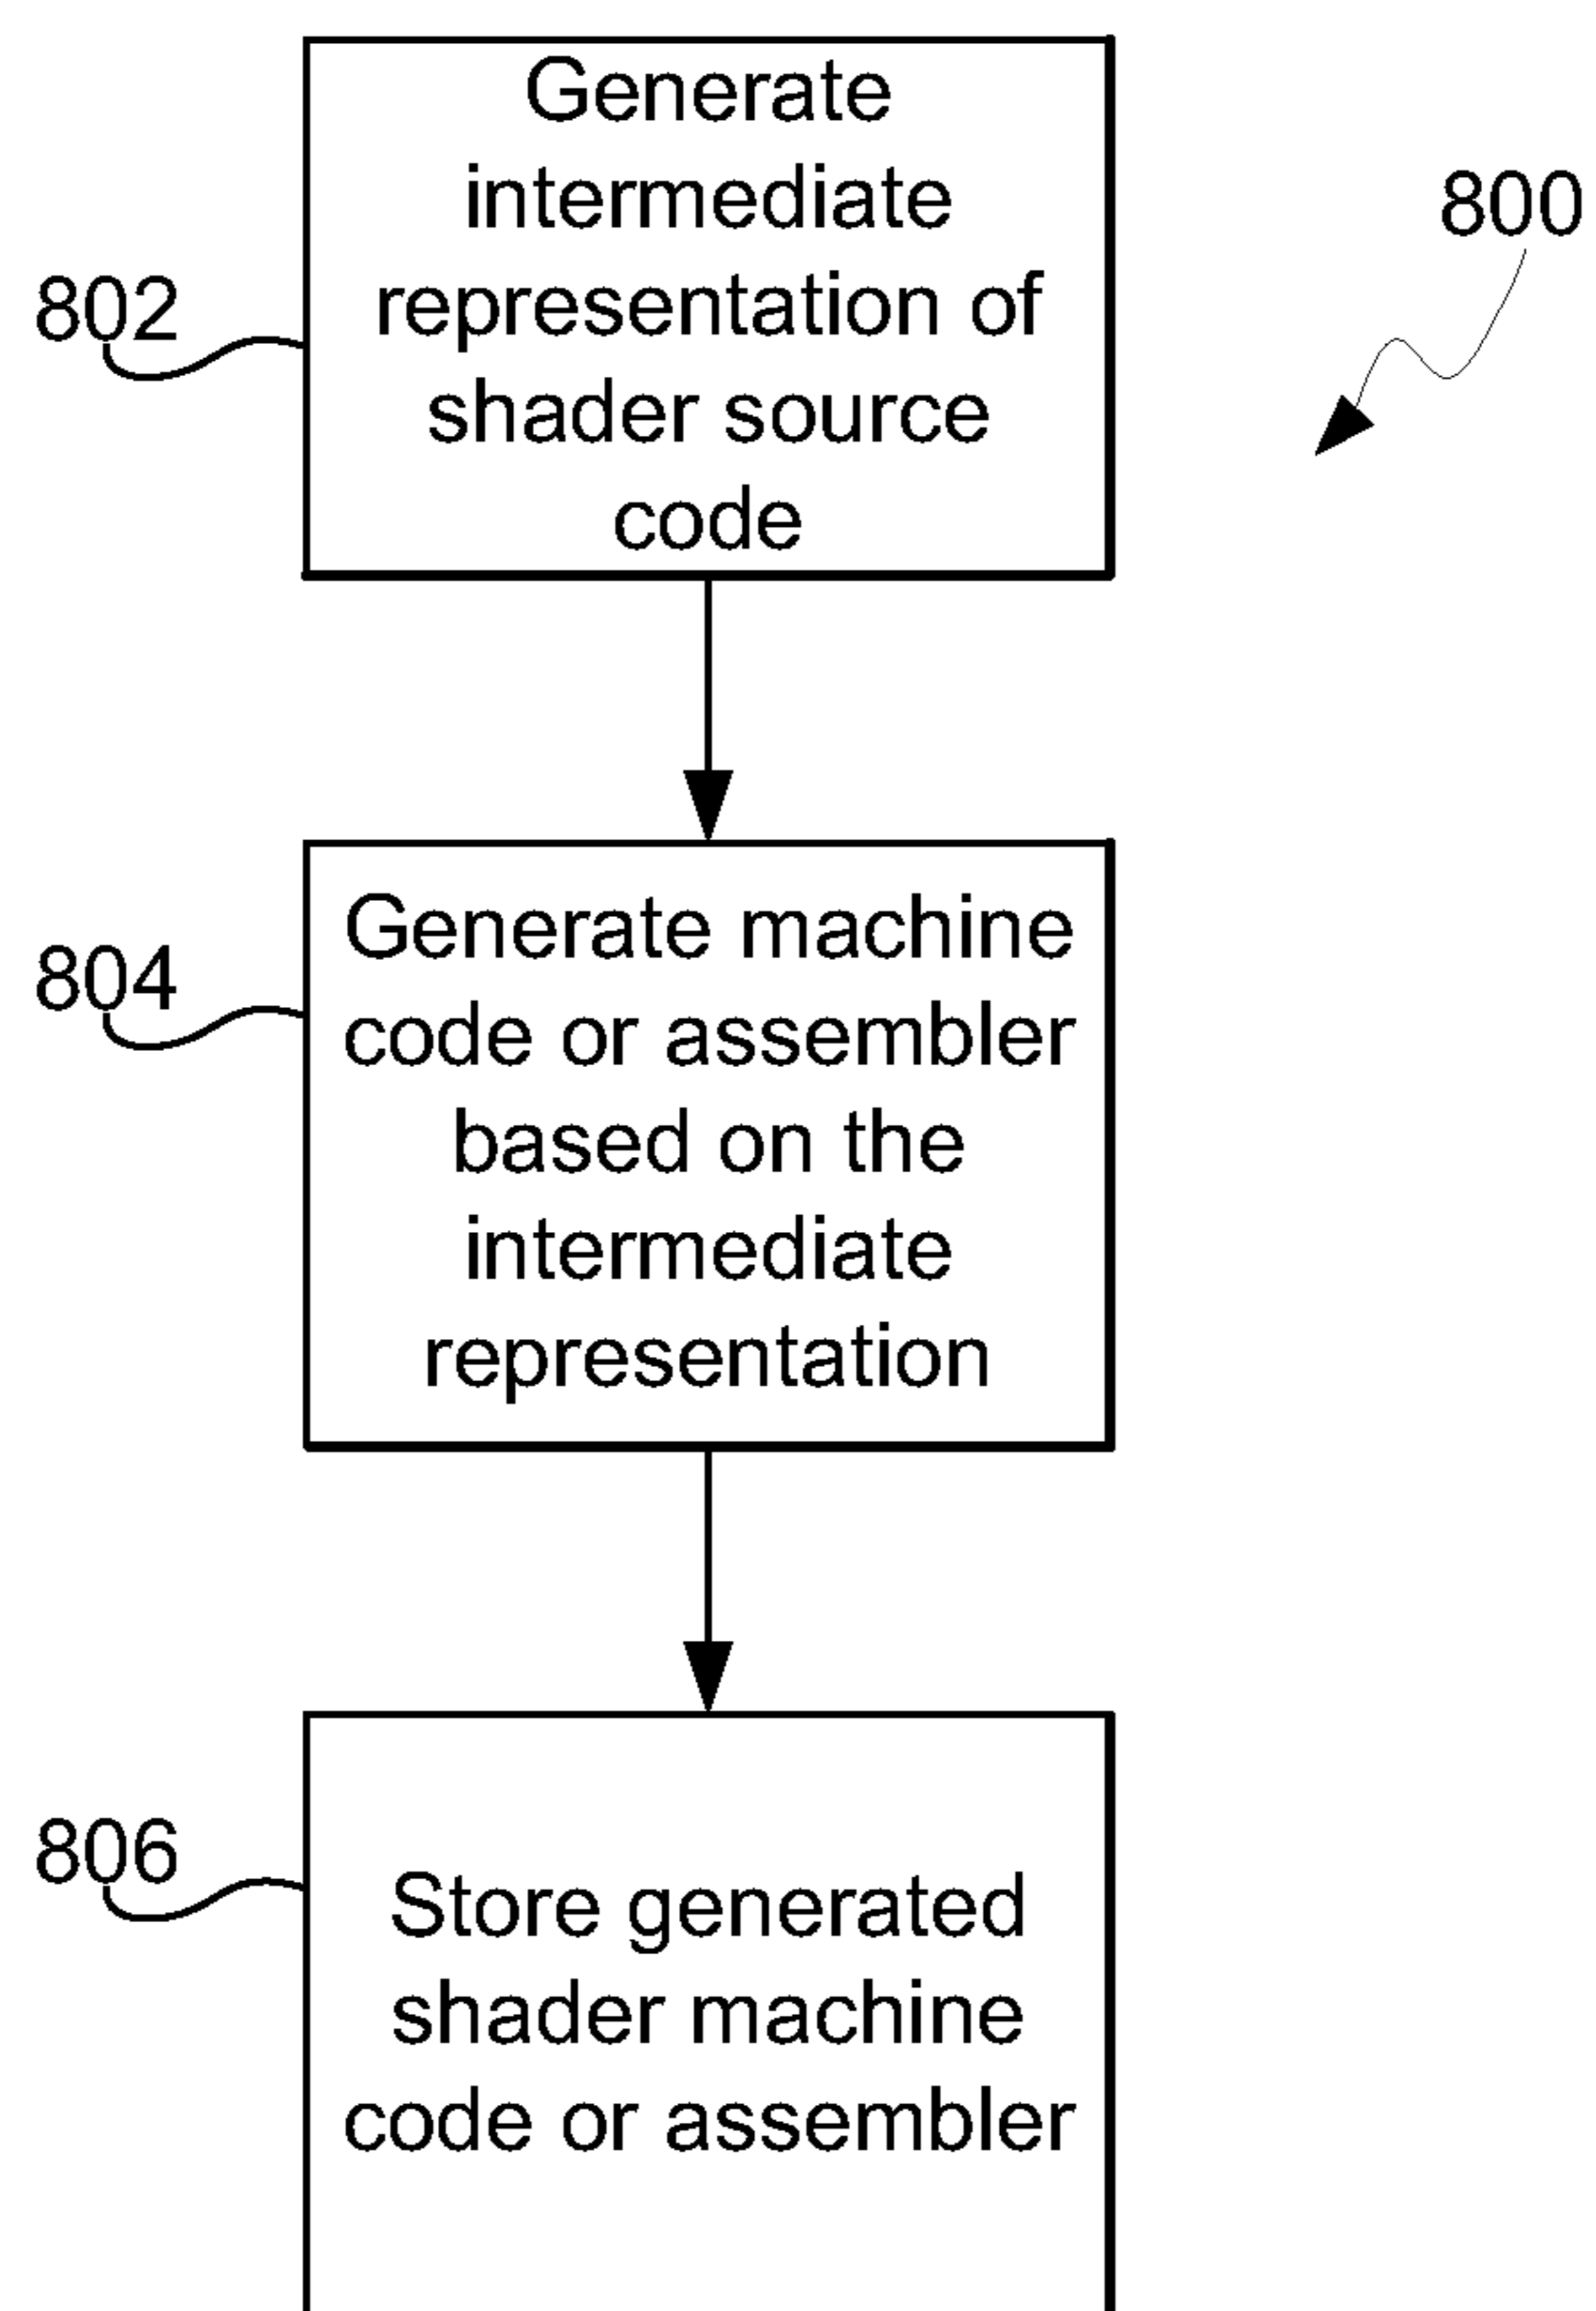 Generate
intermediate
representation of
shader source
code
800
802
Generate machine
code or assembler
based on the
intermediate
representation
804
Store generated
shader machine
code or assembler
806